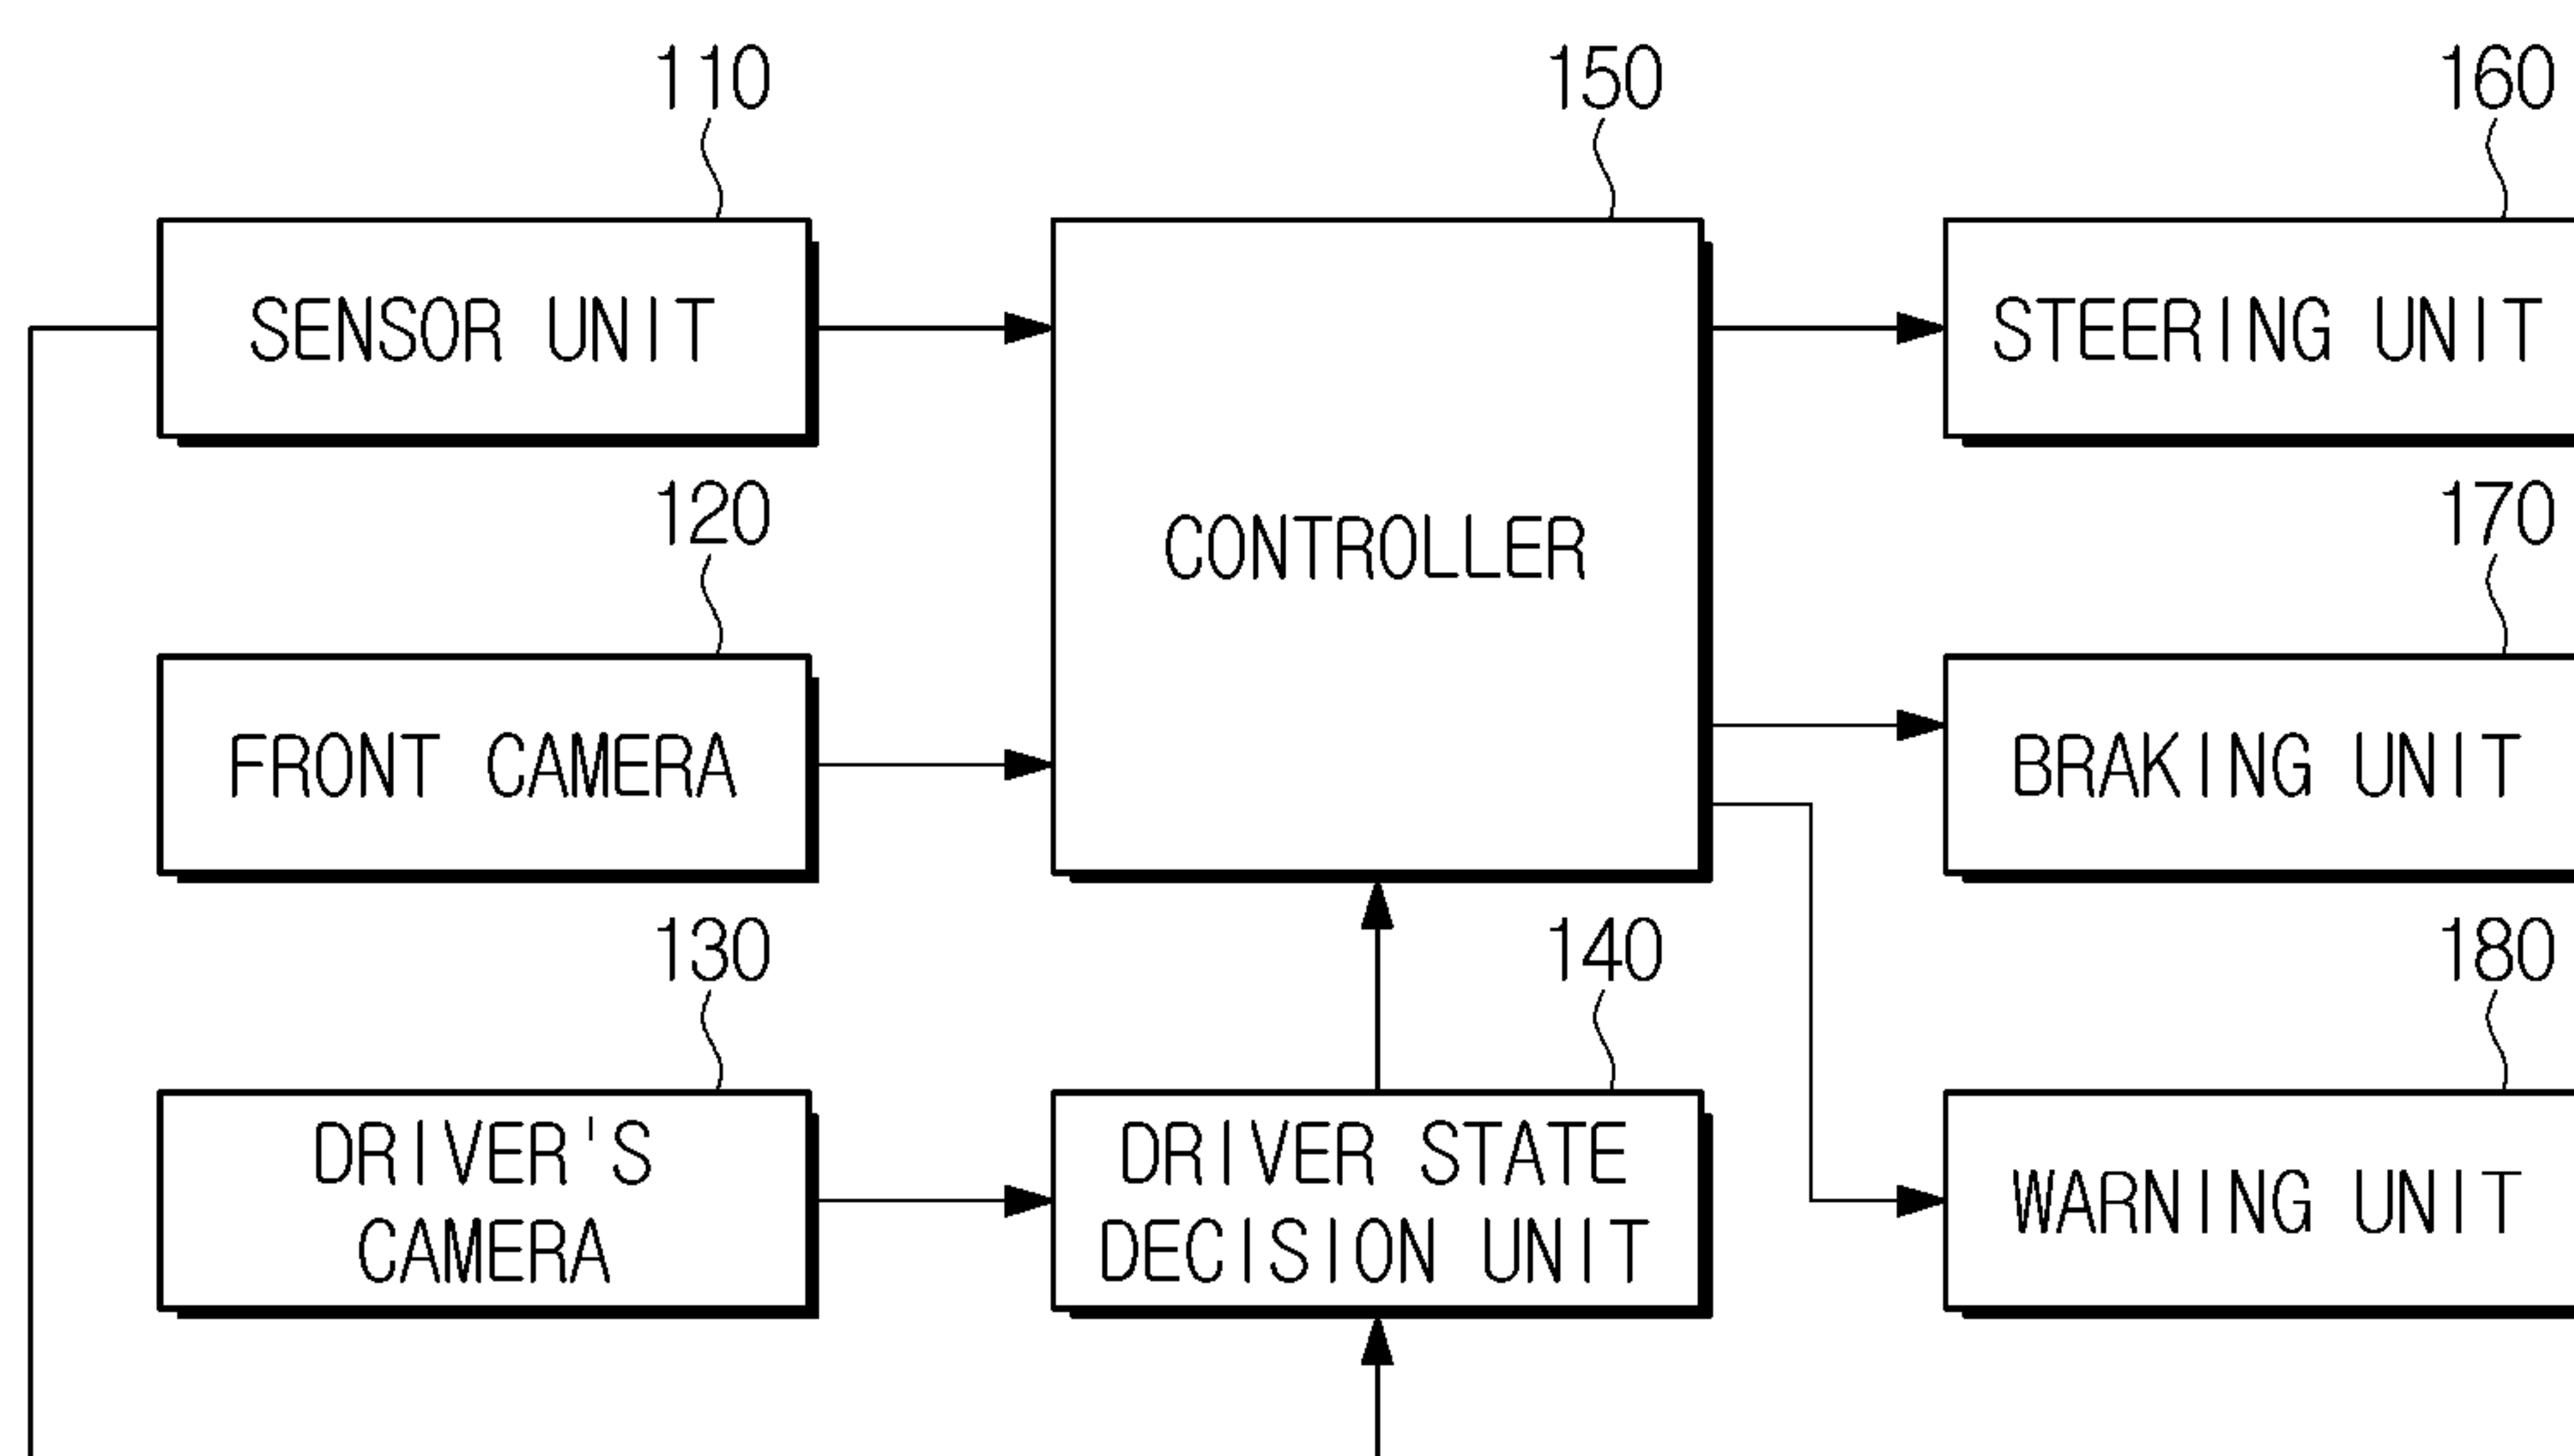 110
150
160
SENSOR UNIT
STEERING UNIT
120
CONTROLLER
170
FRONT CAMERA
BRAKING UNIT
130
140
180
DRIVER'S
CAMERA
DRIVER STATE
DECISION UNIT
WARNING UNIT